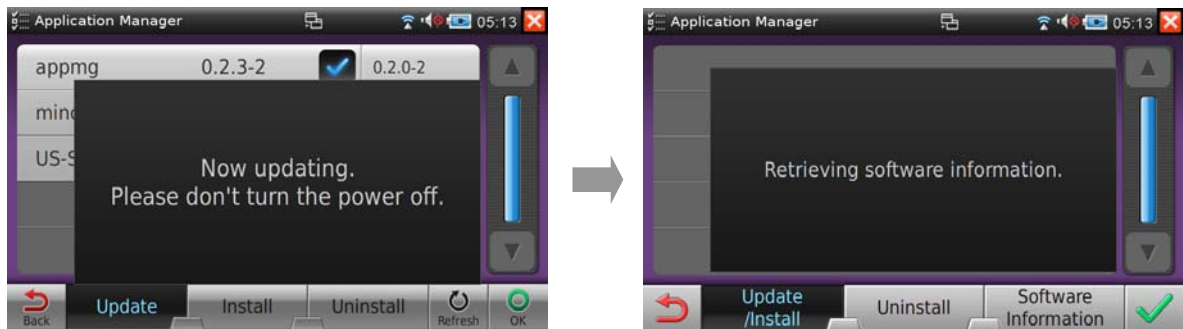 Application Manager
05:13
appmg 0.2.3-2 0.2.0-2
Now updating.
Please don't turn the power off.
Back
Update
Install
Uninstall
Refresh
OK
Application Manager
05:13
Retrieving software information.
Update
/Install
Uninstall
Software
Information